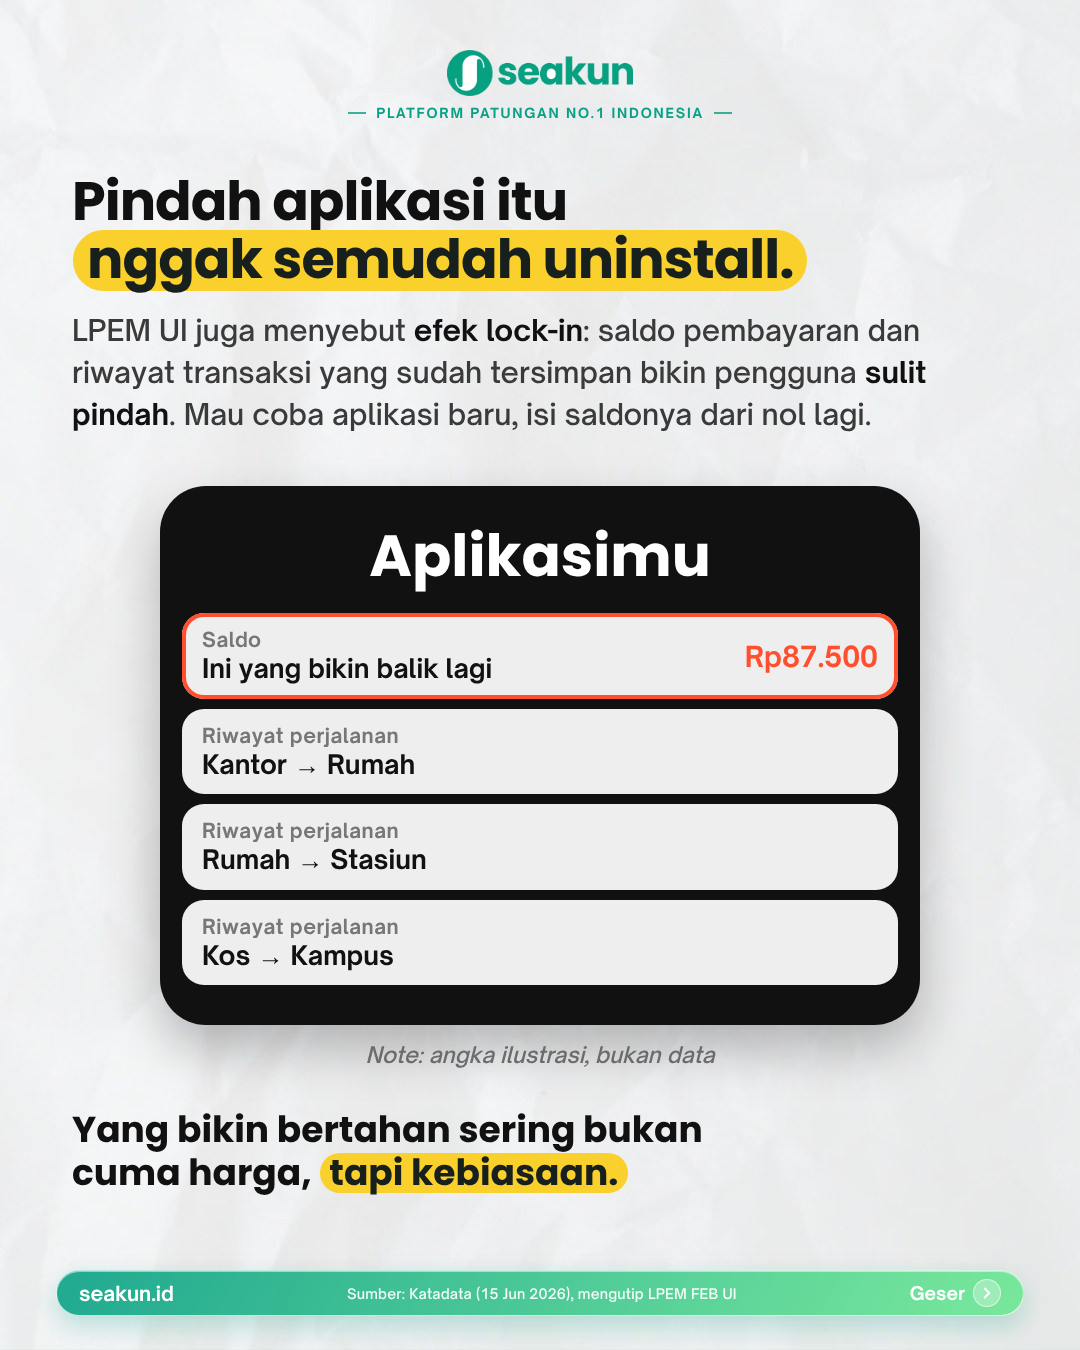 seakun
PLATFORM PATUNGAN NO.1 INDONESIA
Pindah aplikasi itu
nggak semudah uninstall.
LPEM UI juga menyebut efek lock-in: saldo pembayaran dan
riwayat transaksi yang sudah tersimpan bikin pengguna sulit
pindah. Mau coba aplikasi baru, isi saldonya dari nol lagi.
Aplikasimu
Saldo
Ini yang bikin balik lagi
Rp87.500
Riwayat perjalanan
Kantor → Rumah
Riwayat perjalanan
Rumah → Stasiun
Riwayat perjalanan
Kos → Kampus
Note: angka ilustrasi, bukan data
Yang bikin bertahan sering bukan
cuma harga, tapi kebiasaan.
seakun.id
Sumber: Katadata (15 Jun 2026), mengutip LPEM FEB UI
Geser